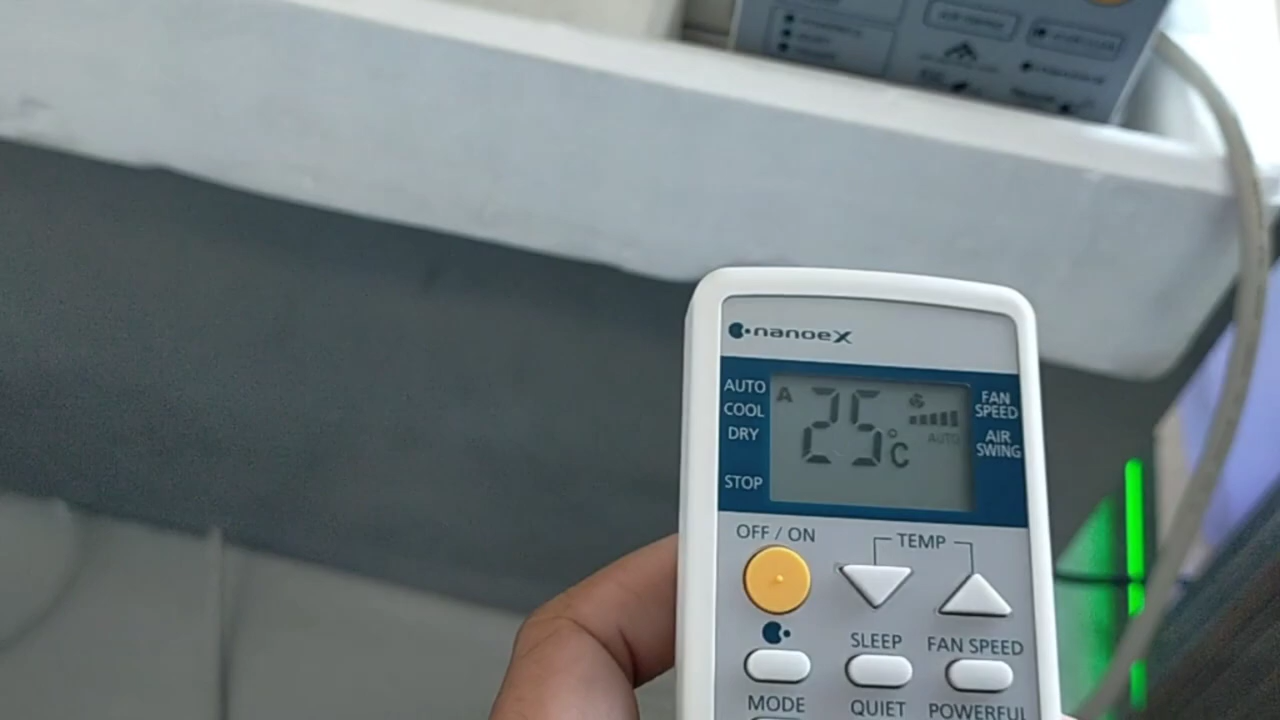 nanoeX
AUTO
COOL
DRY
STOP
A
25°C
AUTO
FAN
SPEED
AIR
SWING
OFF / ON
TEMP
SLEEP
FAN SPEED
MODE
QUIET
POWERFUL